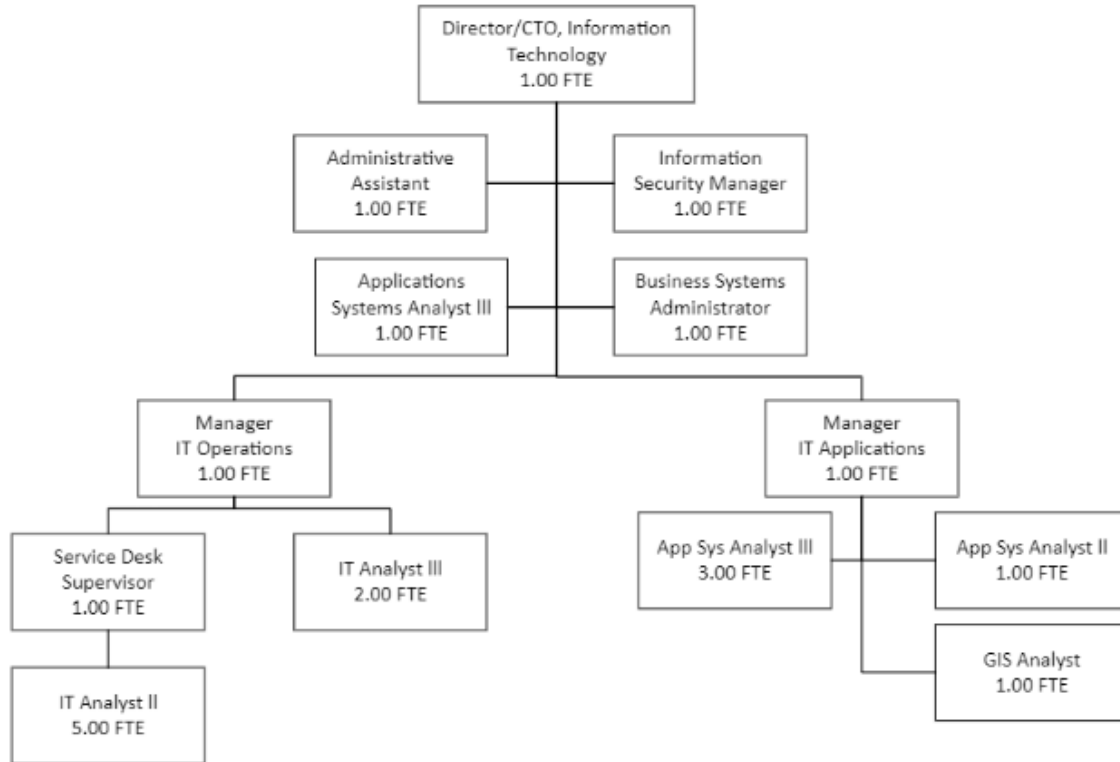 Director/CTO, Information
Technology
1.00 FTE
Administrative
Assistant
1.00 FTE
Information
Security Manager
1.00 FTE
Applications
Systems Analyst III
1.00 FTE
Business Systems
Administrator
1.00 FTE
Manager
IT Operations
1.00 FTE
Manager
IT Applications
1.00 FTE
Service Desk
Supervisor
1.00 FTE
IT Analyst III
2.00 FTE
App Sys Analyst III
3.00 FTE
App Sys Analyst II
1.00 FTE
IT Analyst II
5.00 FTE
GIS Analyst
1.00 FTE